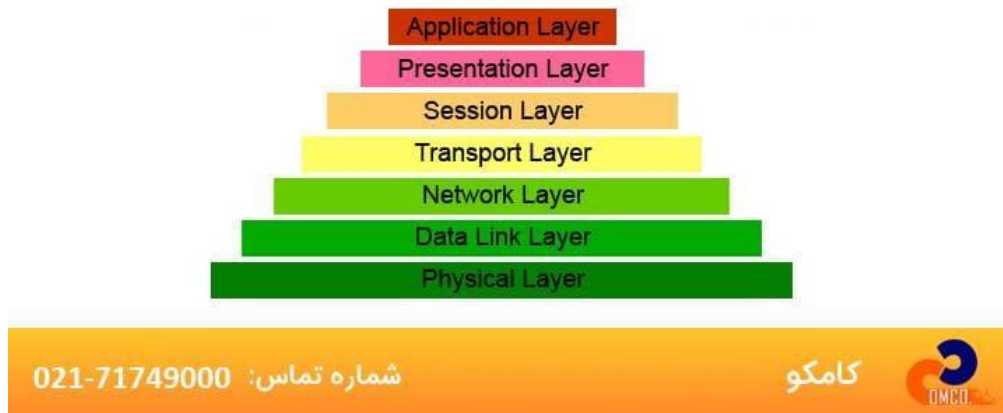 Application Layer
Presentation Layer
Session Layer
Transport Layer
Network Layer
Data Link Layer
Physical Layer
کامکو
شماره تماس: 021-71749000
OMCO.